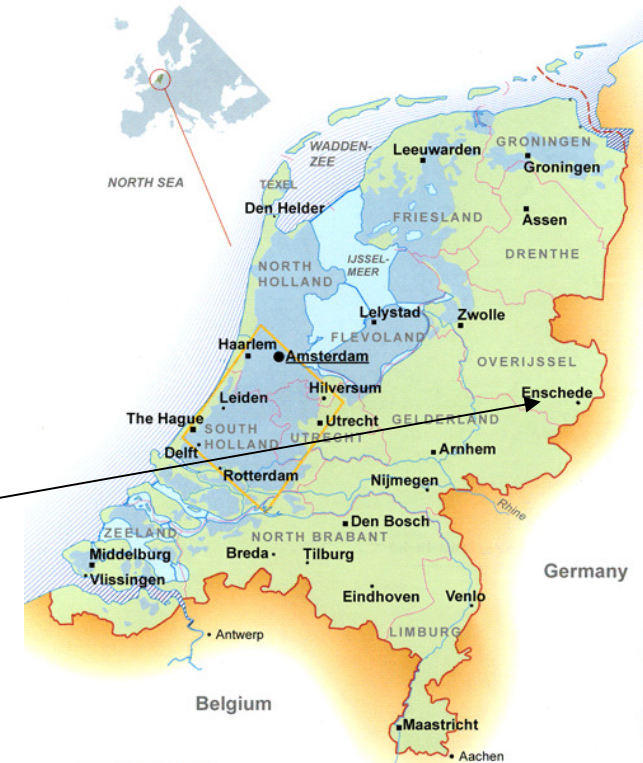 WADDEN-
ZEE
NORTH SEA
TEXEL
Den Helder
Leeuwarden
GRONINGEN
Groningen
FRIESLAND
Assen
DRENTHE
NORTH
HOLLAND
IJSSEL-
MEER
Lelystad
Zwolle
FLEVOLAND
Haarlem
Amsterdam
OVERIJSSEL
Hilversum
Enschede
Leiden
GELDERLAND
The Hague
Utrecht
SOUTH
HOLLAND
UTRECHT
Delft
Arnhem
Rotterdam
Nijmegen
Rhine
ZEELAND
Den Bosch
NORTH BRABANT
Middelburg
Breda
Tilburg
Vlissingen
Eindhoven
Venlo
Germany
LIMBURG
Antwerp
Belgium
Maastricht
Aachen